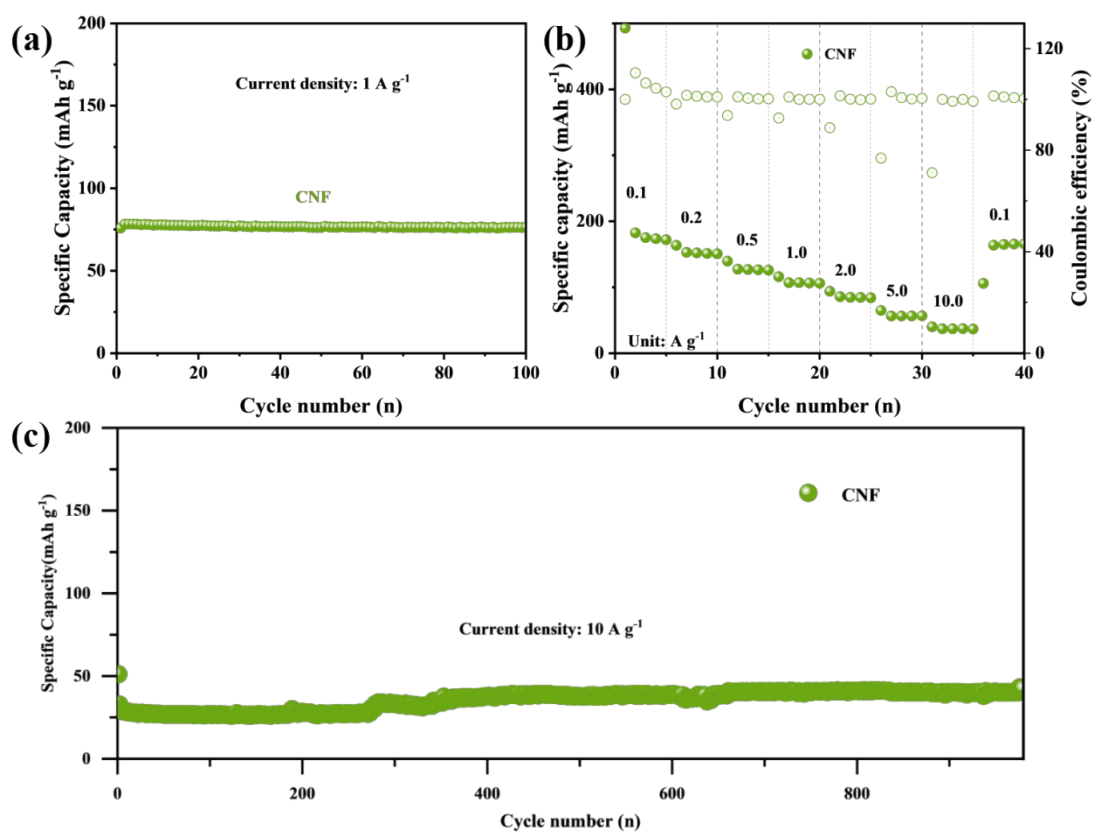 (a)
200
150
100
50
0
Specific Capacity (mAh g-1)
Current density: 1 A g-1
CNF
0 20 40 60 80 100
Cycle number (n)
(b)
400
200
0
Specific capacity (mAh g-1)
CNF
0.1
0.2
0.5
1.0
2.0
5.0
10.0
0.1
Unit: A g-1
120
80
40
0
Coulombic efficiency (%)
0 10 20 30 40
Cycle number (n)
(c)
200
150
100
50
0
Specific Capacity(mAh g-1)
CNF
Current density: 10 A g-1
0 200 400 600 800
Cycle number (n)